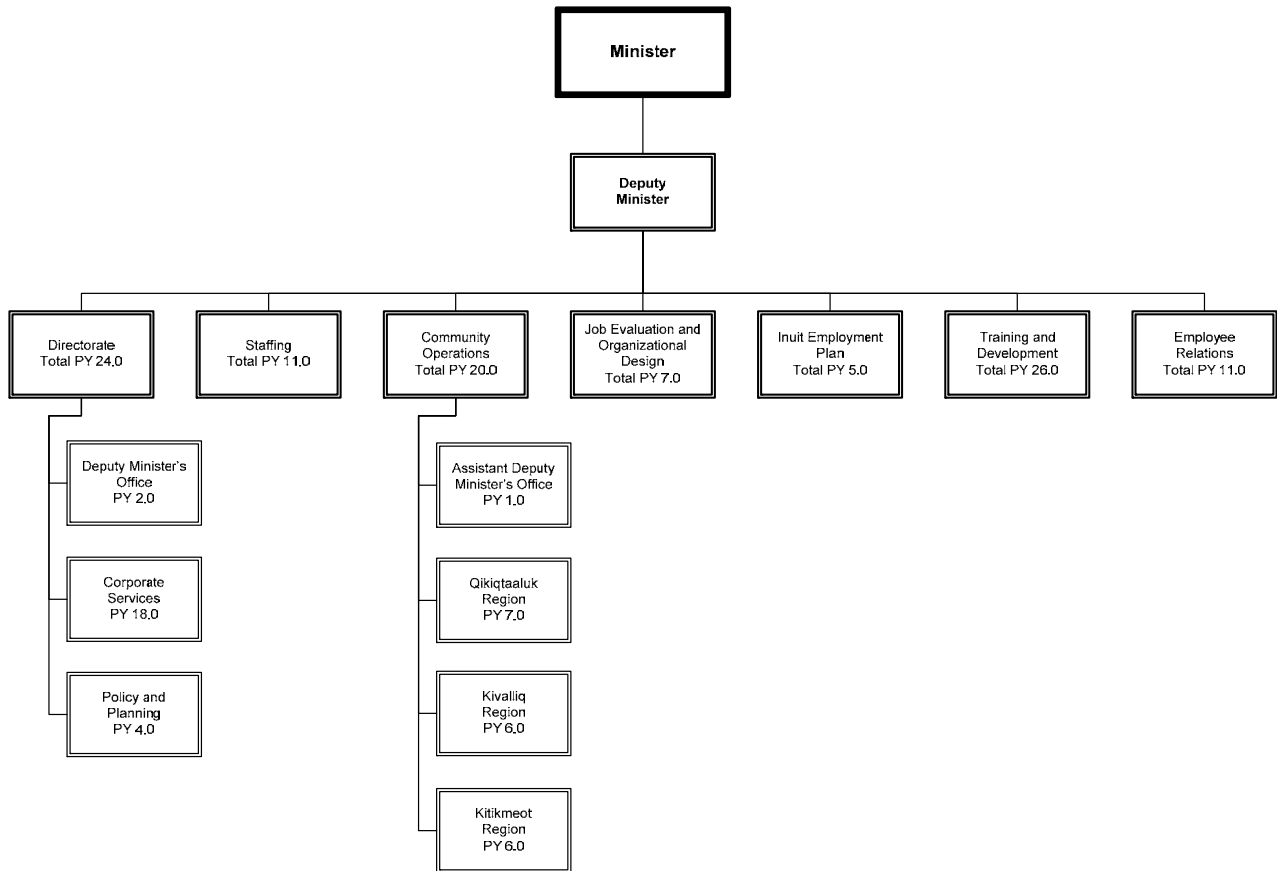 Minister
Deputy
Minister
Directorate
Total PY 24.0
Staffing
Total PY 11.0
Community
Operations
Total PY 20.0
Job Evaluation and
Organizational
Design
Total PY 7.0
Inuit Employment
Plan
Total PY 5.0
Training and
Development
Total PY 26.0
Employee
Relations
Total PY 11.0
Deputy Minister's
Office
PY 2.0
Corporate
Services
PY 18.0
Policy and
Planning
PY 4.0
Assistant Deputy
Minister's Office
PY 1.0
Qikiqtaaluk
Region
PY 7.0
Kivalliq
Region
PY 6.0
Kitikmeot
Region
PY 6.0